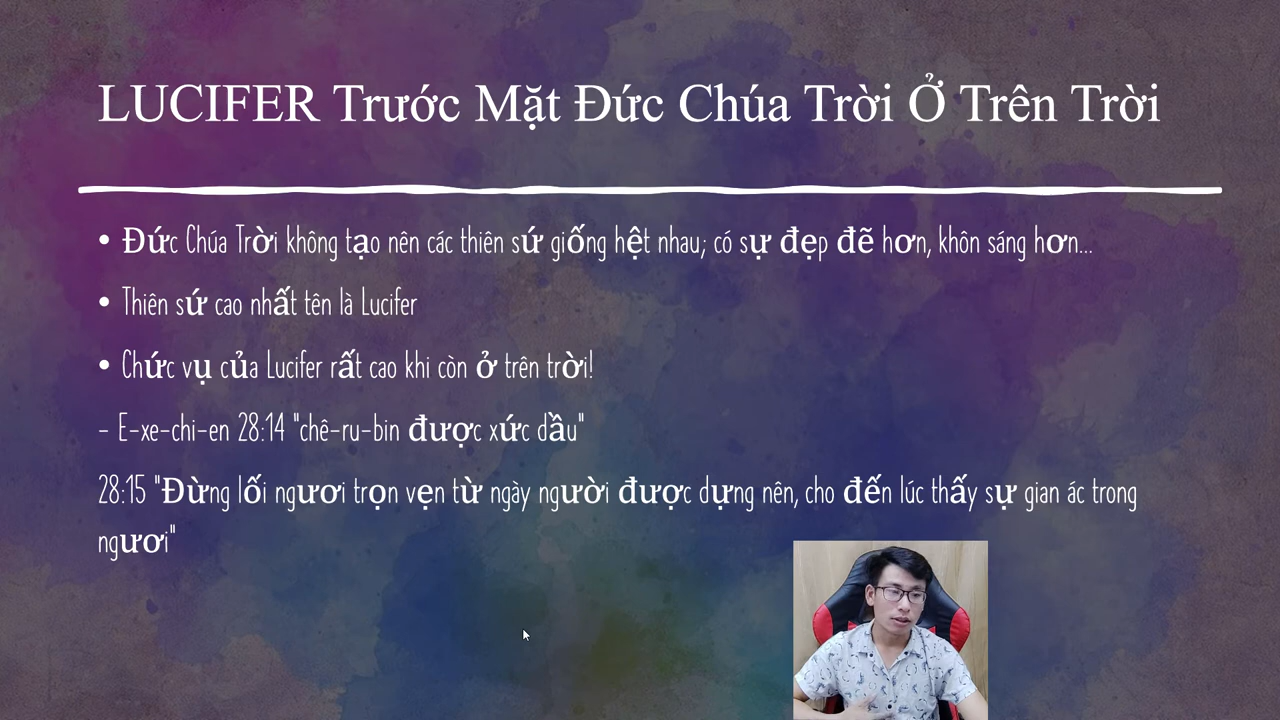 LUCIFER Trước Mặt Đức Chúa Trời Ở Trên Trời
• Đức Chúa Trời không tạo nên các thiên sứ giống hệt nhau; có sự đẹp đẽ hơn, khôn sáng hơn...
• Thiên sứ cao nhất tên là Lucifer
• Chức vụ của Lucifer rất cao khi còn ở trên trời!
- E-xe-chi-en 28:14 "chê-ru-bin được xức dầu"
28:15 "Đừng lối ngươi trọn vẹn từ ngày người được dựng nên, cho đến lúc thấy sự gian ác trong
ngươi"